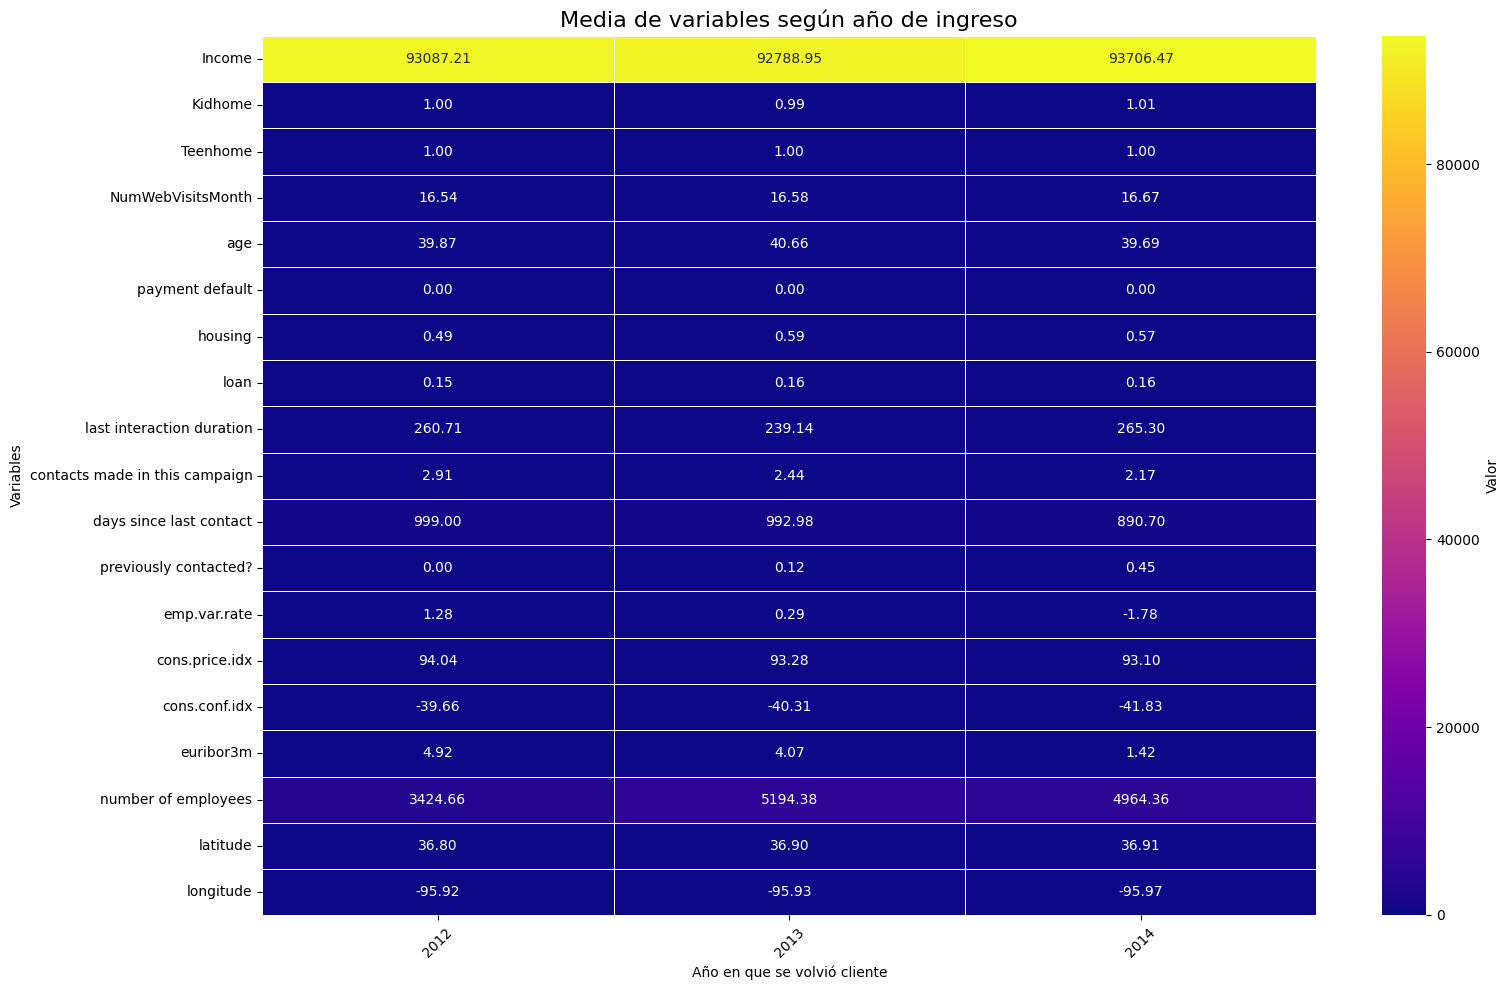 Media de variables según año de ingreso
Income 93087.21 92788.95 93706.47
Kidhome 1.00 0.99 1.01
Teenhome 1.00 1.00 1.00
NumWebVisitsMonth 16.54 16.58 16.67
age 39.87 40.66 39.69
payment default 0.00 0.00 0.00
housing 0.49 0.59 0.57
loan 0.15 0.16 0.16
last interaction duration 260.71 239.14 265.30
contacts made in this campaign 2.91 2.44 2.17
days since last contact 999.00 992.98 890.70
previously contacted? 0.00 0.12 0.45
emp.var.rate 1.28 0.29 -1.78
cons.price.idx 94.04 93.28 93.10
cons.conf.idx -39.66 -40.31 -41.83
euribor3m 4.92 4.07 1.42
number of employees 3424.66 5194.38 4964.36
latitude 36.80 36.90 36.91
longitude -95.92 -95.93 -95.97
2012 2013 2014
Año en que se volvió cliente
Variables
80000
60000
40000
20000
0
Valor